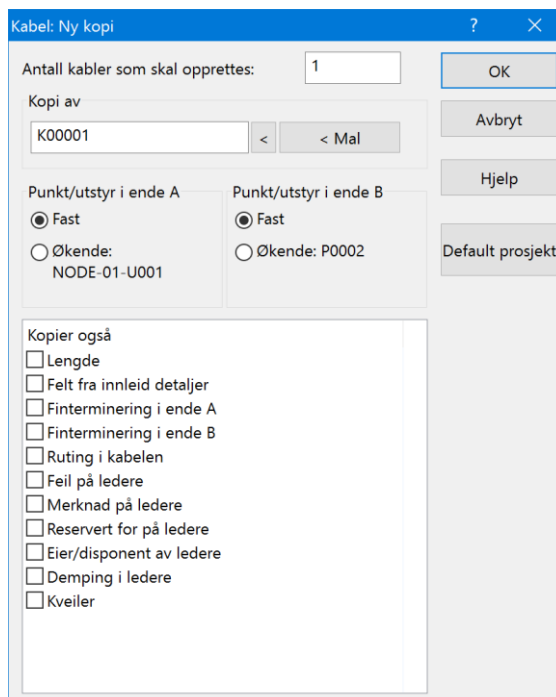 Kabel: Ny kopi
?
Antall kabler som skal opprettes: 1
OK
Kopi av
K00001 < < Mal
Avbryt
Hjelp
Punkt/utstyr i ende A
Fast
Økende:
NODE-01-U001
Punkt/utstyr i ende B
Fast
Økende: P0002
Default prosjekt
Kopier også
Lengde
Felt fra innleid detaljer
Finterminering i ende A
Finterminering i ende B
Ruting i kabelen
Feil på ledere
Merknad på ledere
Reservert for på ledere
Eier/disponent av ledere
Demping i ledere
Kveiler